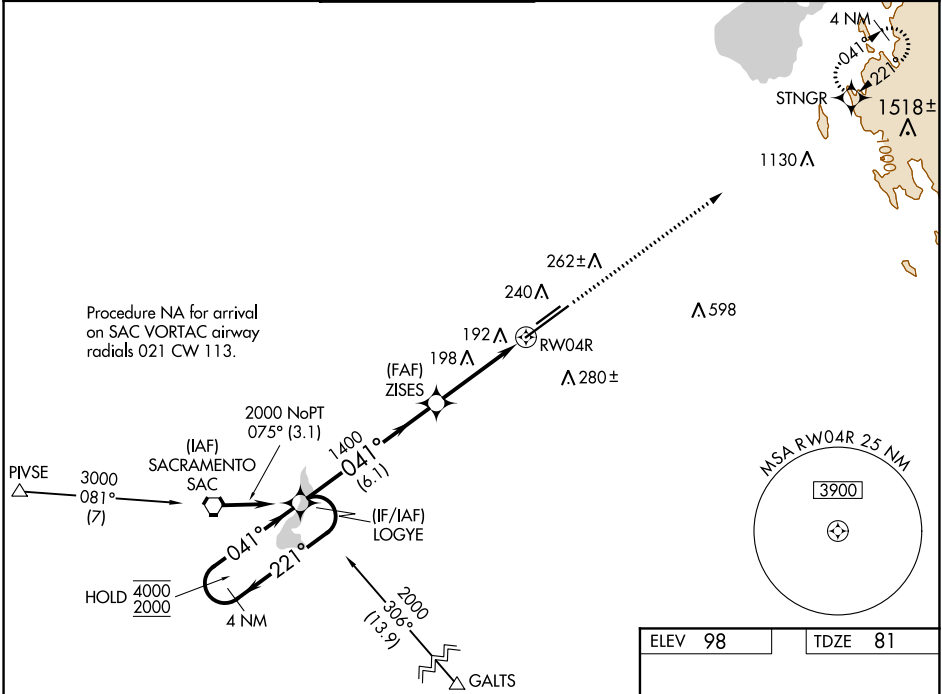 4 NM
041°
221°
STNGR
1518±
1000
1130
262±
240
598
Procedure NA for arrival
on SAC VORTAC airway
radials 021 CW 113.
192
RW04R
198
(FAF)
ZISES
280±
2000 NoPT
075° (3.1)
1400
041°
(6.1)
(IAF)
SACRAMENTO
SAC
PIVSE
3000
081°
(7)
MSA RW04R 25 NM
3900
(IF/IAF)
LOGYE
041°
221°
HOLD 4000
2000
4 NM
2000
306°
(13.9)
GALTS
ELEV 98
TDZE 81